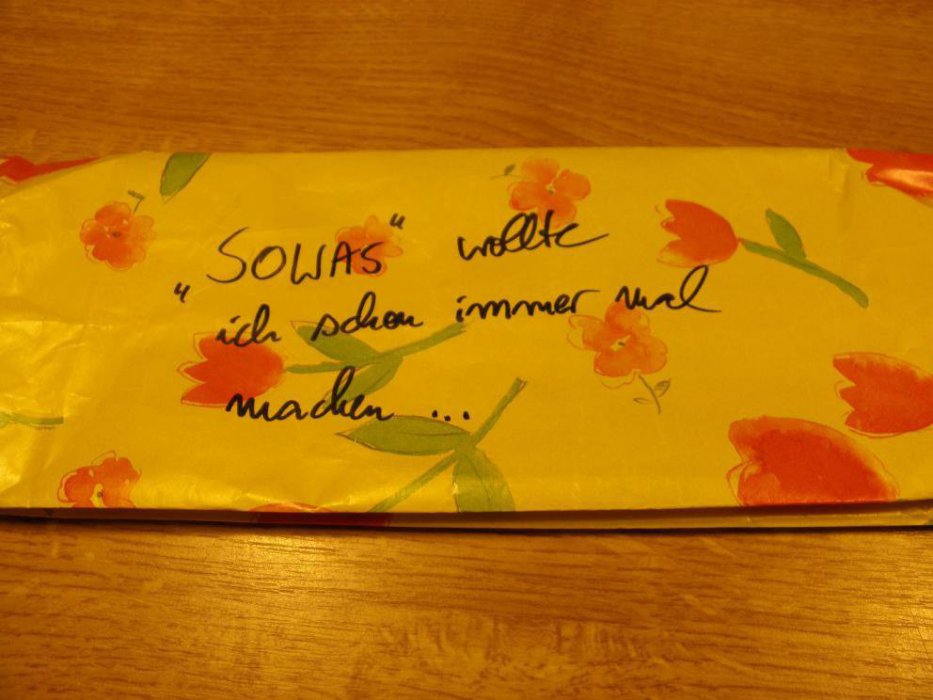 „SOWAS“ wollte
ich schon immer mal
machen ...